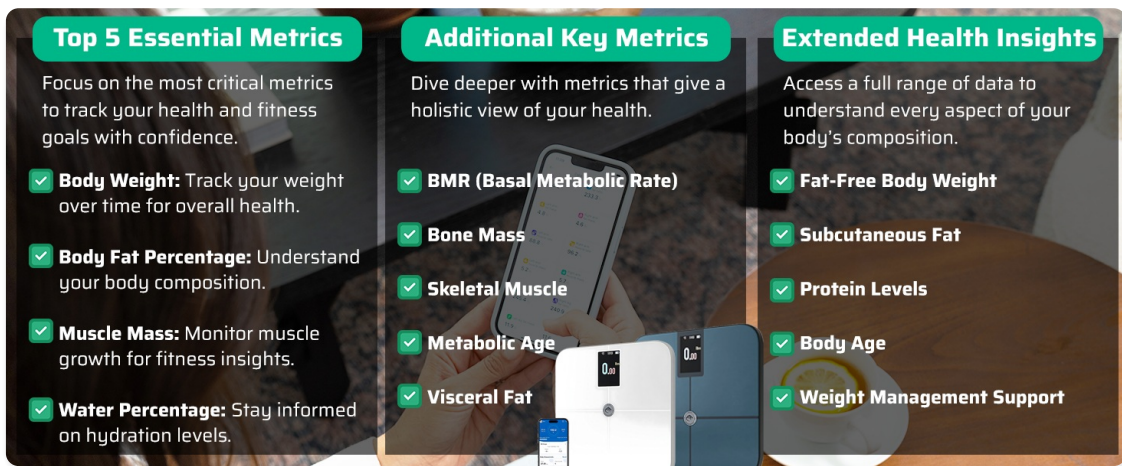 Top 5 Essential Metrics
Focus on the most critical metrics
to track your health and fitness
goals with confidence.
Body Weight: Track your weight
over time for overall health.
Body Fat Percentage: Understand
your body composition.
Muscle Mass: Monitor muscle
growth for fitness insights.
Water Percentage: Stay informed
on hydration levels.
Additional Key Metrics
Dive deeper with metrics that give a
holistic view of your health.
BMR (Basal Metabolic Rate)
Bone Mass
Skeletal Muscle
Metabolic Age
Visceral Fat
0.00
0.00
Extended Health Insights
Access a full range of data to
understand every aspect of your
body's composition.
Fat-Free Body Weight
Subcutaneous Fat
Protein Levels
Body Age
Weight Management Support